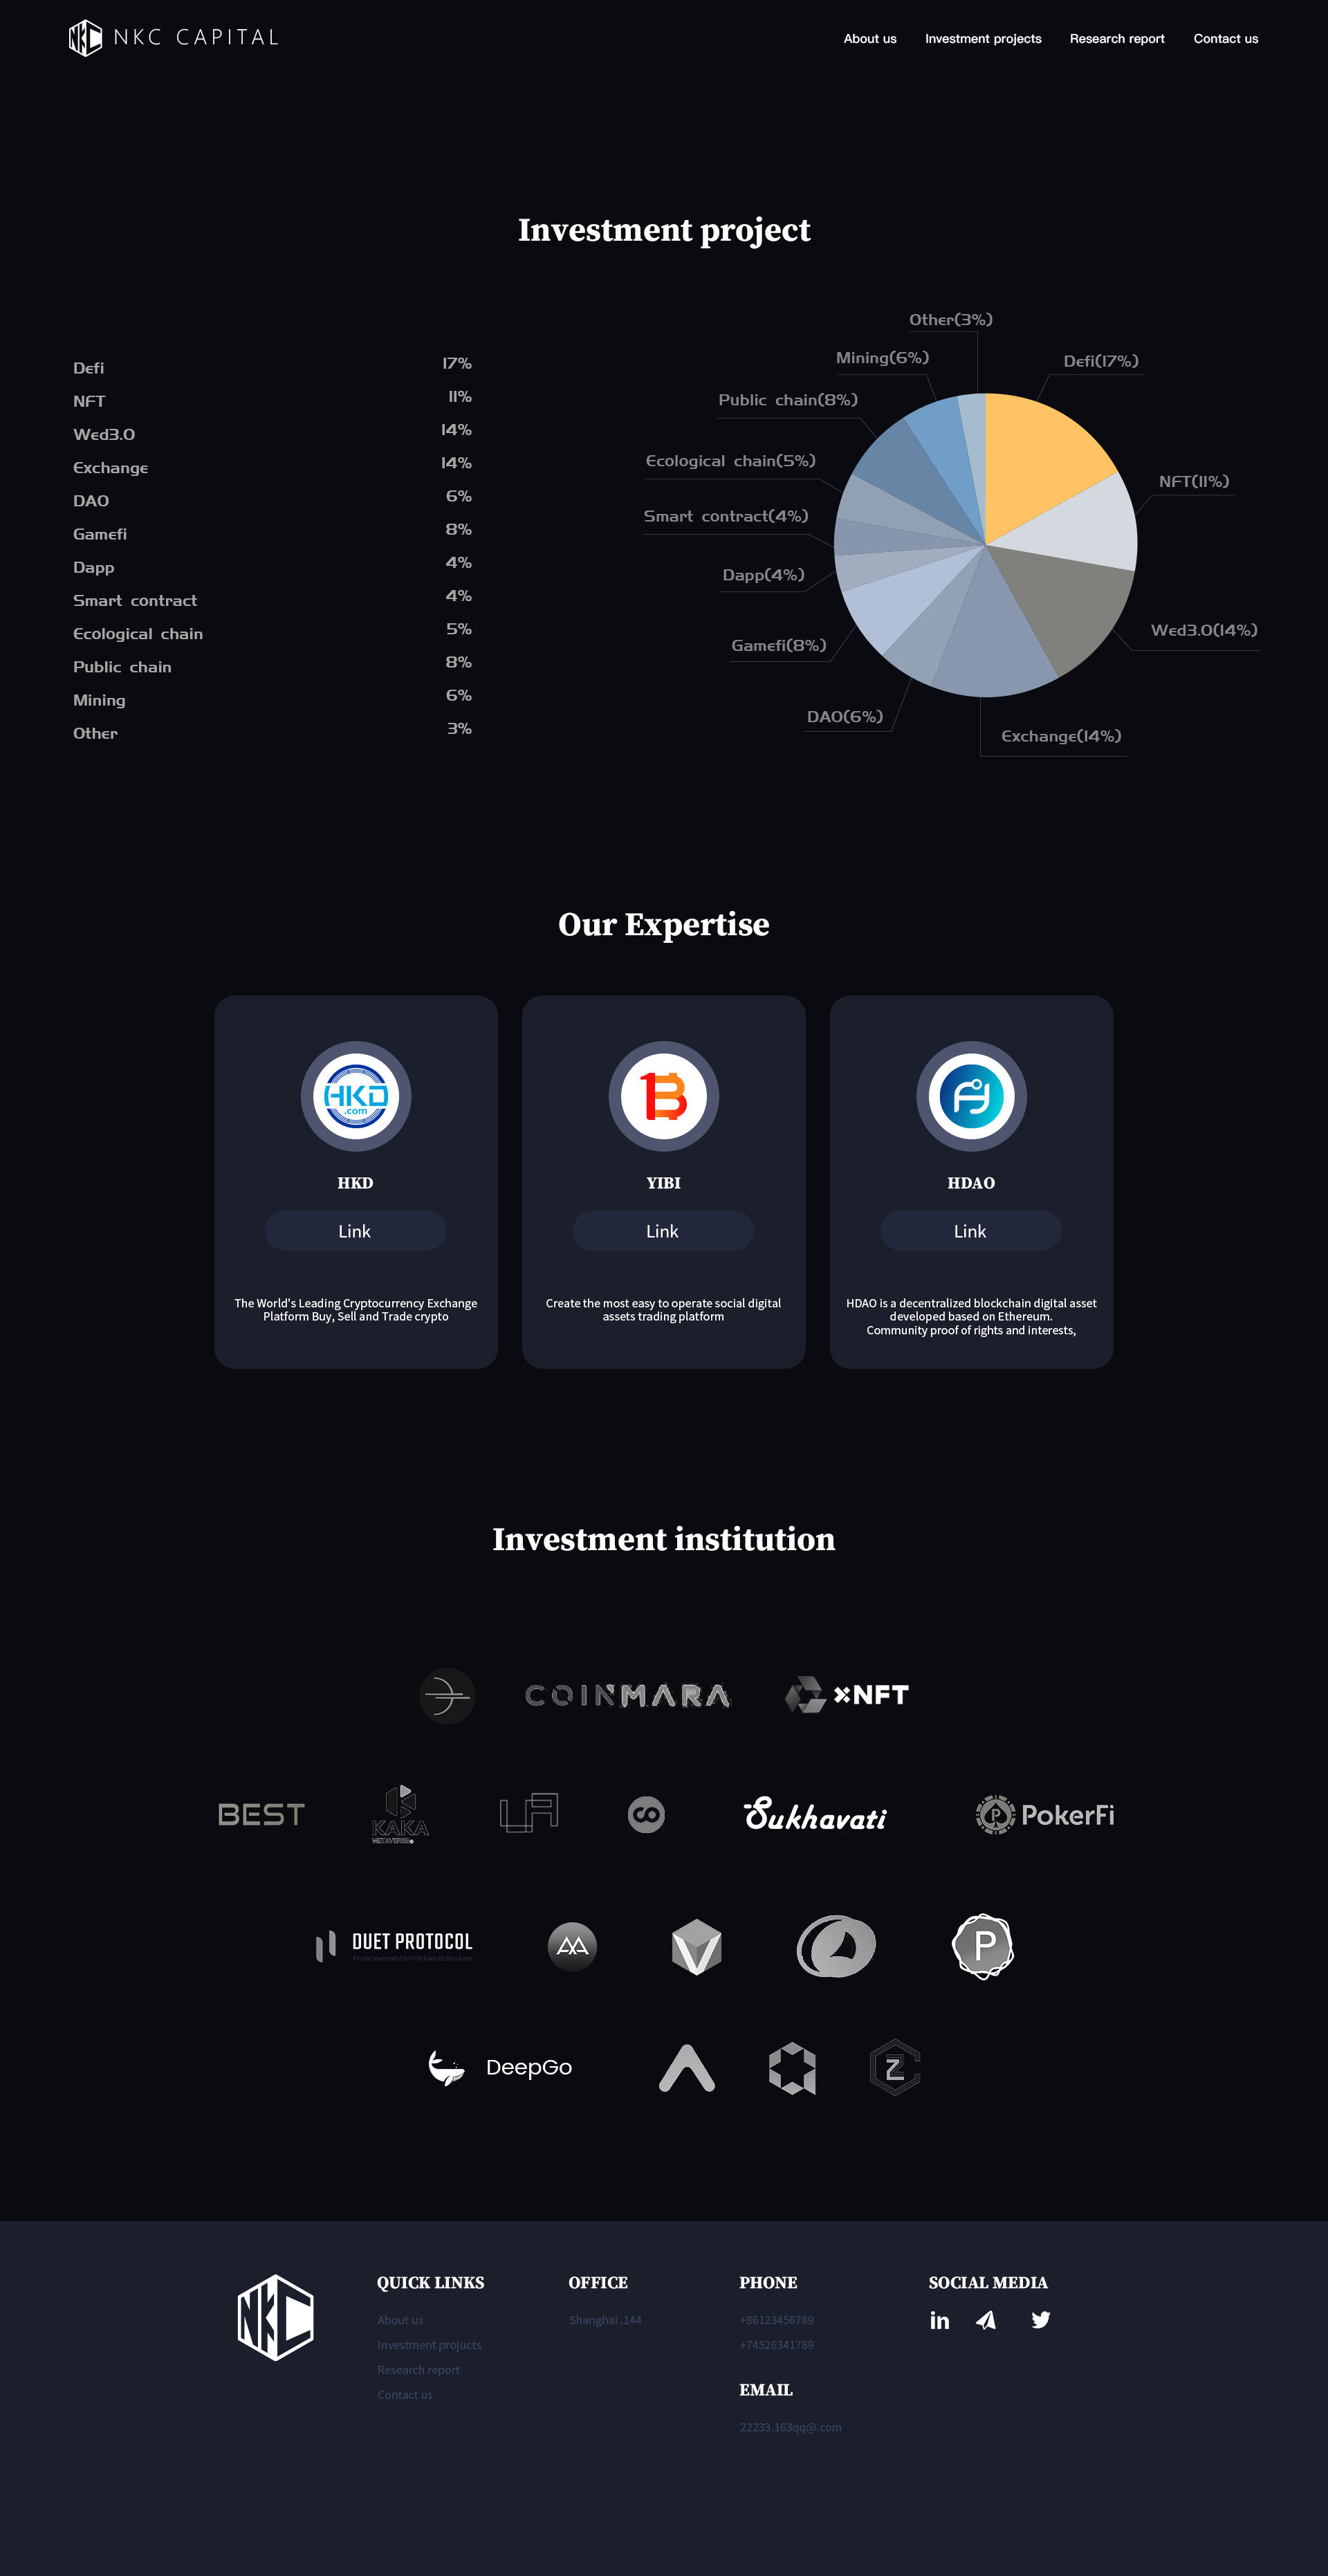 NKC CAPITAL
About us
Investment projects
Research report
Contact us
Investment project
Defi 17%
NFT 11%
Wed3.0 14%
Exchange 14%
DAO 6%
Gamefi 8%
Dapp 4%
Smart contract 4%
Ecological chain 5%
Public chain 8%
Mining 6%
Other 3%
Other(3%)
Mining(6%)
Defi(17%)
Public chain(8%)
Ecological chain(5%)
NFT(11%)
Smart contract(4%)
Dapp(4%)
Wed3.0(14%)
Gamefi(8%)
DAO(6%)
Exchange(14%)
Our Expertise
HKD
.com
HKD
Link
The World's Leading Cryptocurrency Exchange
Platform Buy, Sell and Trade crypto
YIBI
Link
Create the most easy to operate social digital
assets trading platform
HDAO
Link
HDAO is a decentralized blockchain digital asset
developed based on Ethereum.
Community proof of rights and interests,
Investment institution
COINMARA
xNFT
BEST
KAKA
METAVERSE
Sukhavati
P
PokerFi
DUET PROTOCOL
P
DeepGo
Z
NKC
QUICK LINKS
About us
Investment projucts
Research report
Contact us
OFFICE
Shanghai .144
PHONE
+86123456789
+74526341789
EMAIL
22233.163qq@.com
SOCIAL MEDIA
in